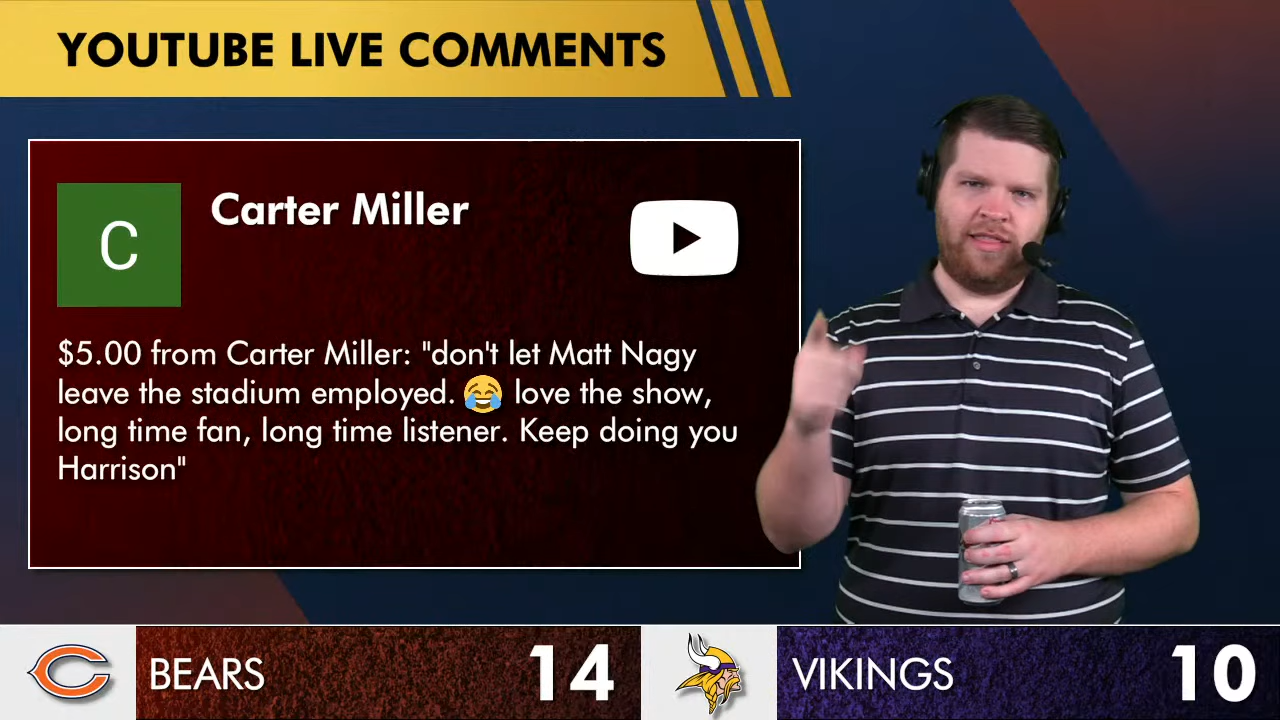 YOUTUBE LIVE COMMENTS
C
Carter Miller
$5.00 from Carter Miller: "don't let Matt Nagy
leave the stadium employed. 😂 love the show,
long time fan, long time listener. Keep doing you
Harrison"
BEARS 14 VIKINGS 10